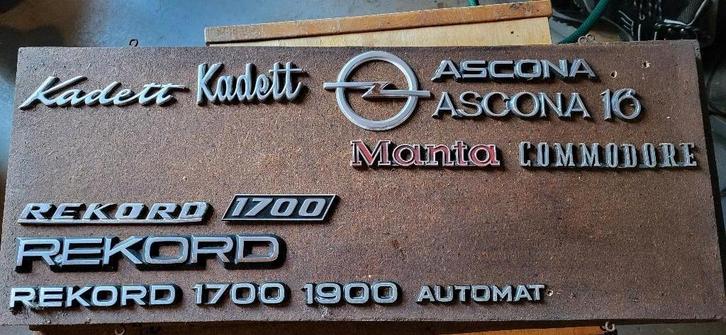 Kadett Kadett ASCONA
ASCONA 16
Manta COMMODORE
REKORD 1700
REKORD
REKORD 1700 1900 AUTOMAT